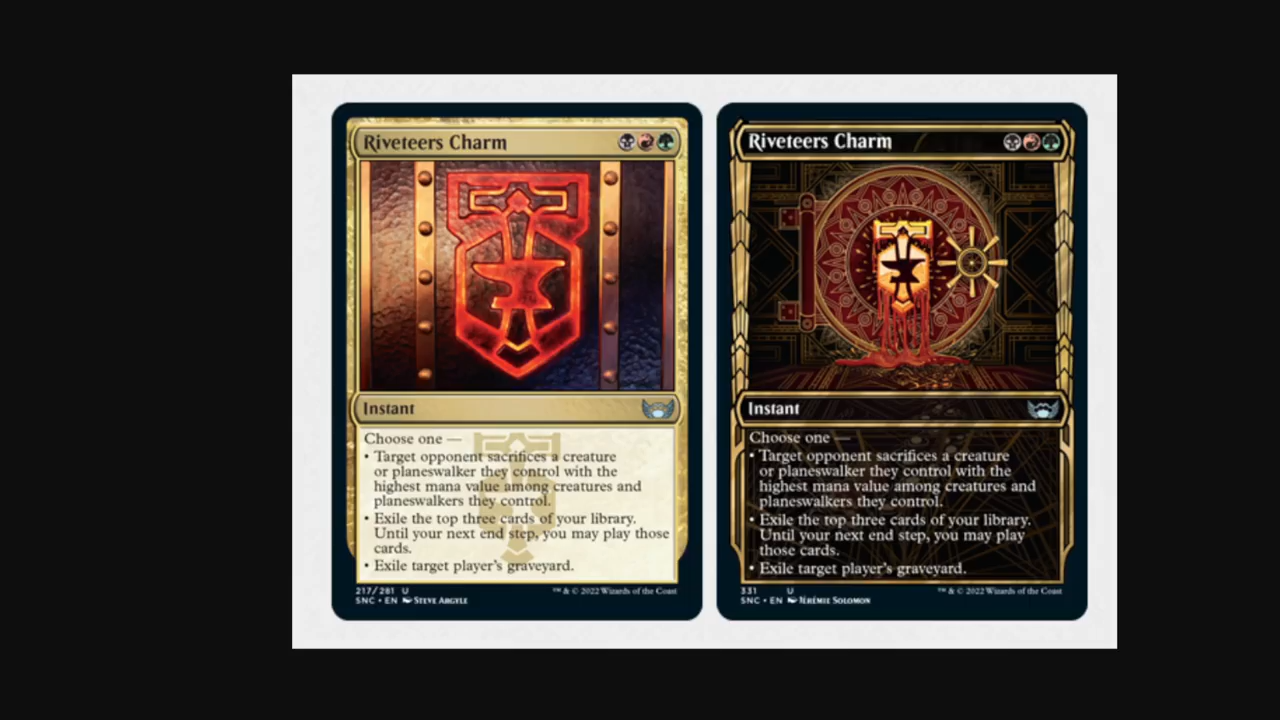 Riveteers Charm
Instant
Choose one —
• Target opponent sacrifices a creature
or planeswalker they control with the
highest mana value among creatures and
planeswalkers they control.
• Exile the top three cards of your library.
Until your next end step, you may play those
cards.
• Exile target player's graveyard.
217/281 U
SNC • EN STEVE ARGYLE
™ & © 2022 Wizards of the Coast
Riveteers Charm
Instant
Choose one —
• Target opponent sacrifices a creature
or planeswalker they control with the
highest mana value among creatures and
planeswalkers they control.
• Exile the top three cards of your library.
Until your next end step, you may play
those cards.
• Exile target player's graveyard.
331 U
SNC • EN JÉRÉMIE SOLOMON
™ & © 2022 Wizards of the Coast